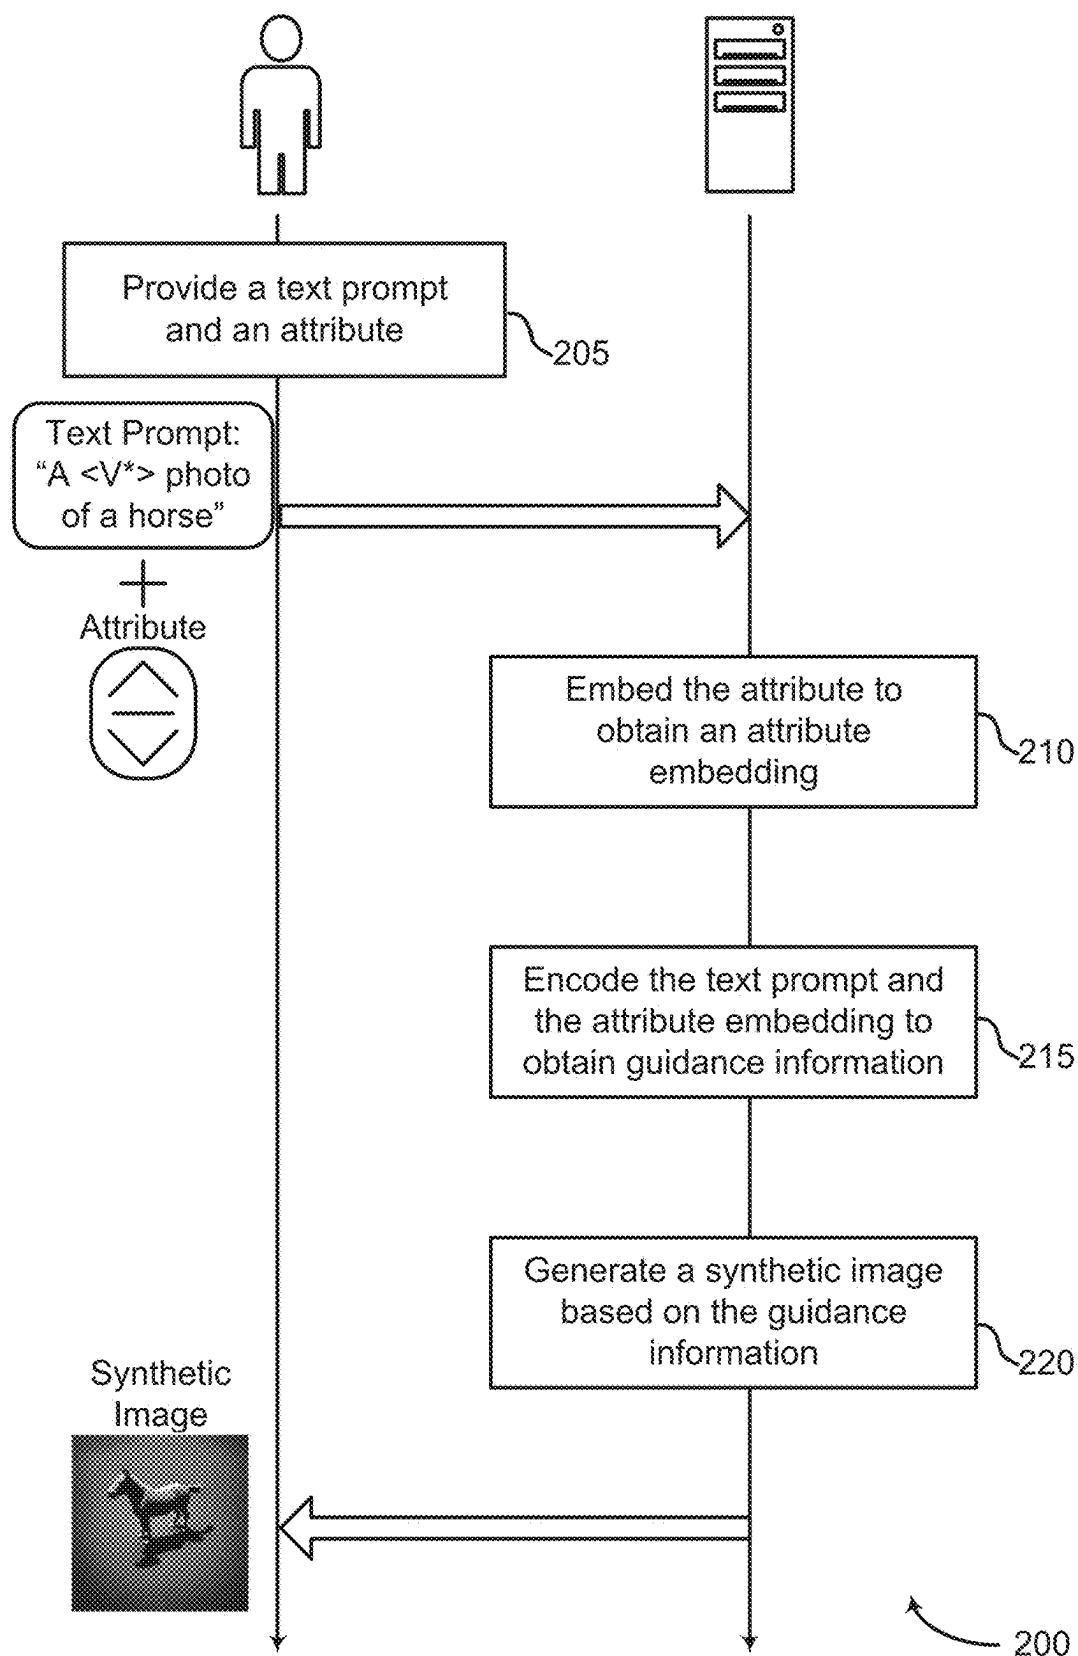 Provide a text prompt
and an attribute
205
Text Prompt:
“A <V*> photo
of a horse”
Attribute
Embed the attribute to
obtain an attribute
embedding
210
Encode the text prompt and
the attribute embedding to
obtain guidance information
215
Generate a synthetic image
based on the guidance
information
220
Synthetic
Image
200